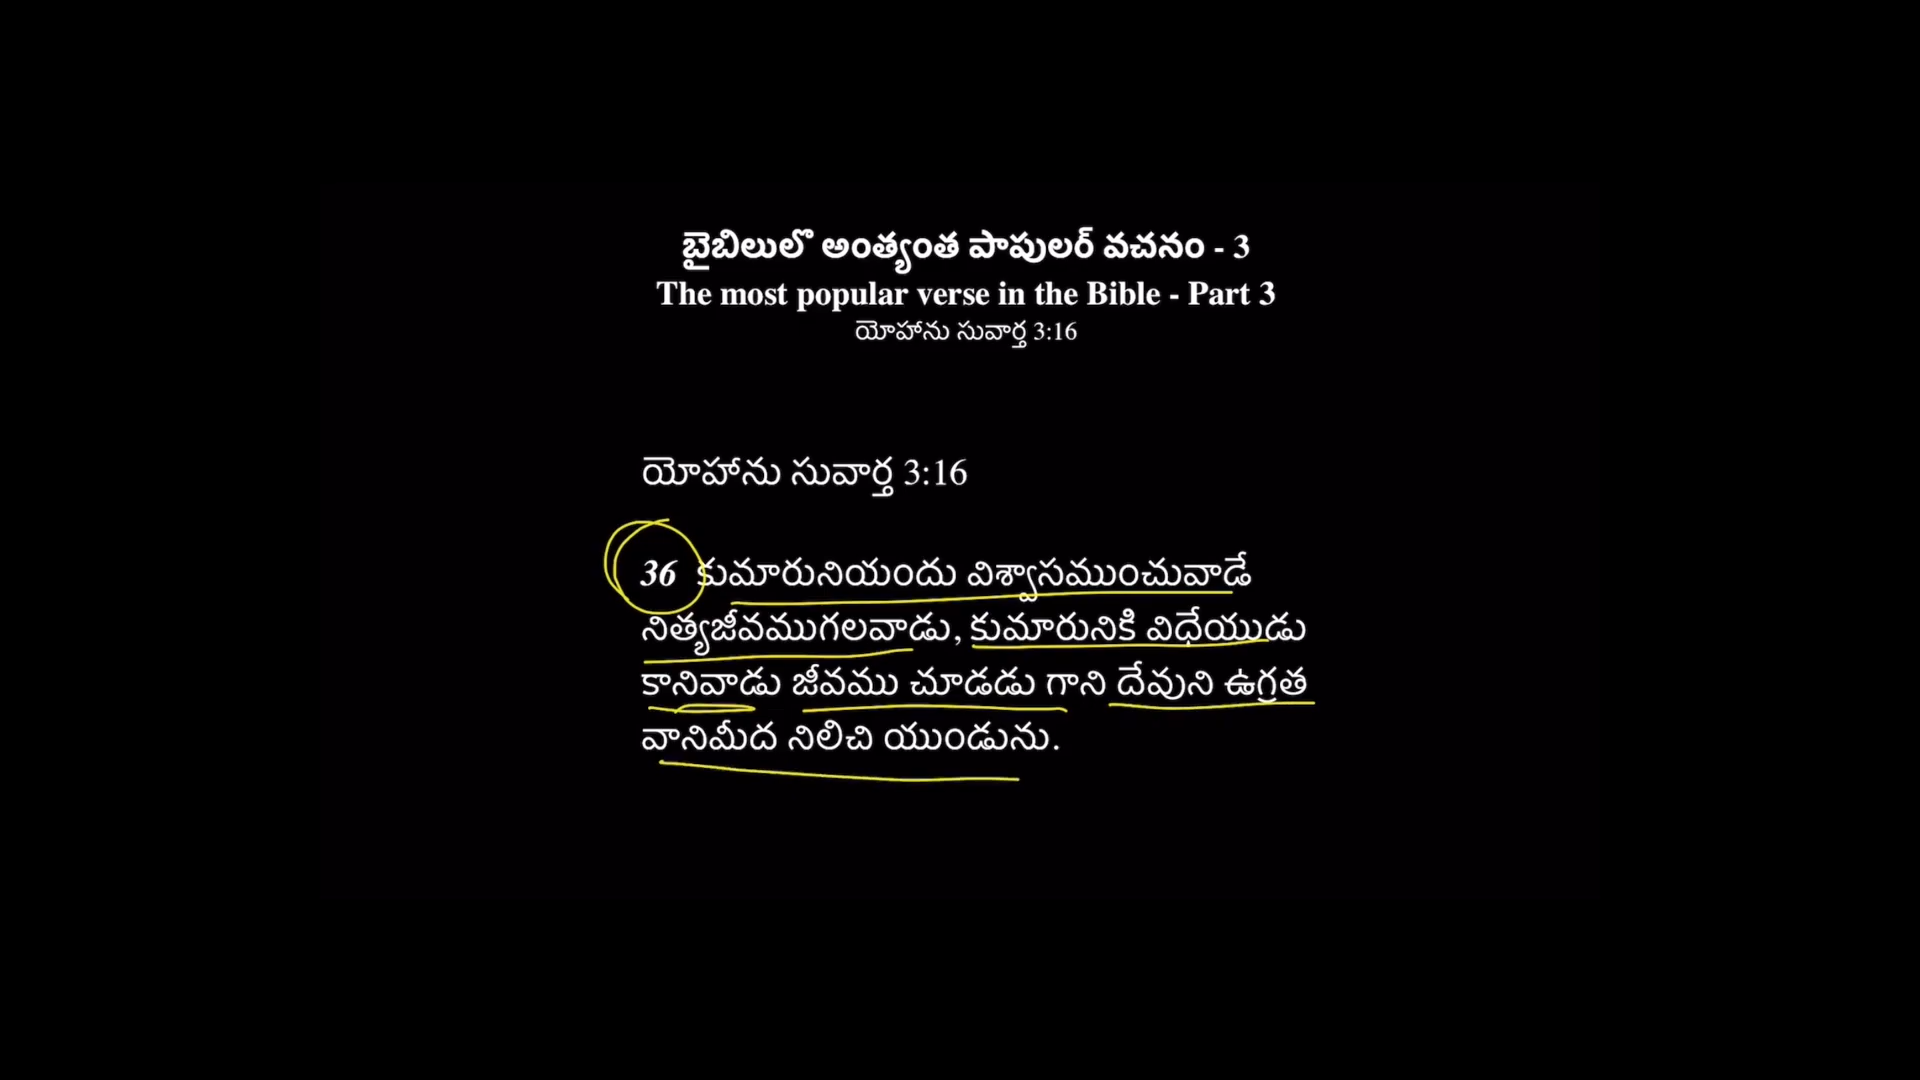 బైబిలులొ అంత్యంత పాపులర్ వచనం - 3
The most popular verse in the Bible - Part 3
యోహాను సువార్త 3:16
యోహాను సువార్త 3:16
36 కుమారునియందు విశ్వాసముంచువాడే
నిత్యజీవముగలవాడు, కుమారునికి విధేయుడు
కానివాడు జీవము చూడడు గాని దేవుని ఉగ్రత
వానిమీద నిలిచి యుండును.